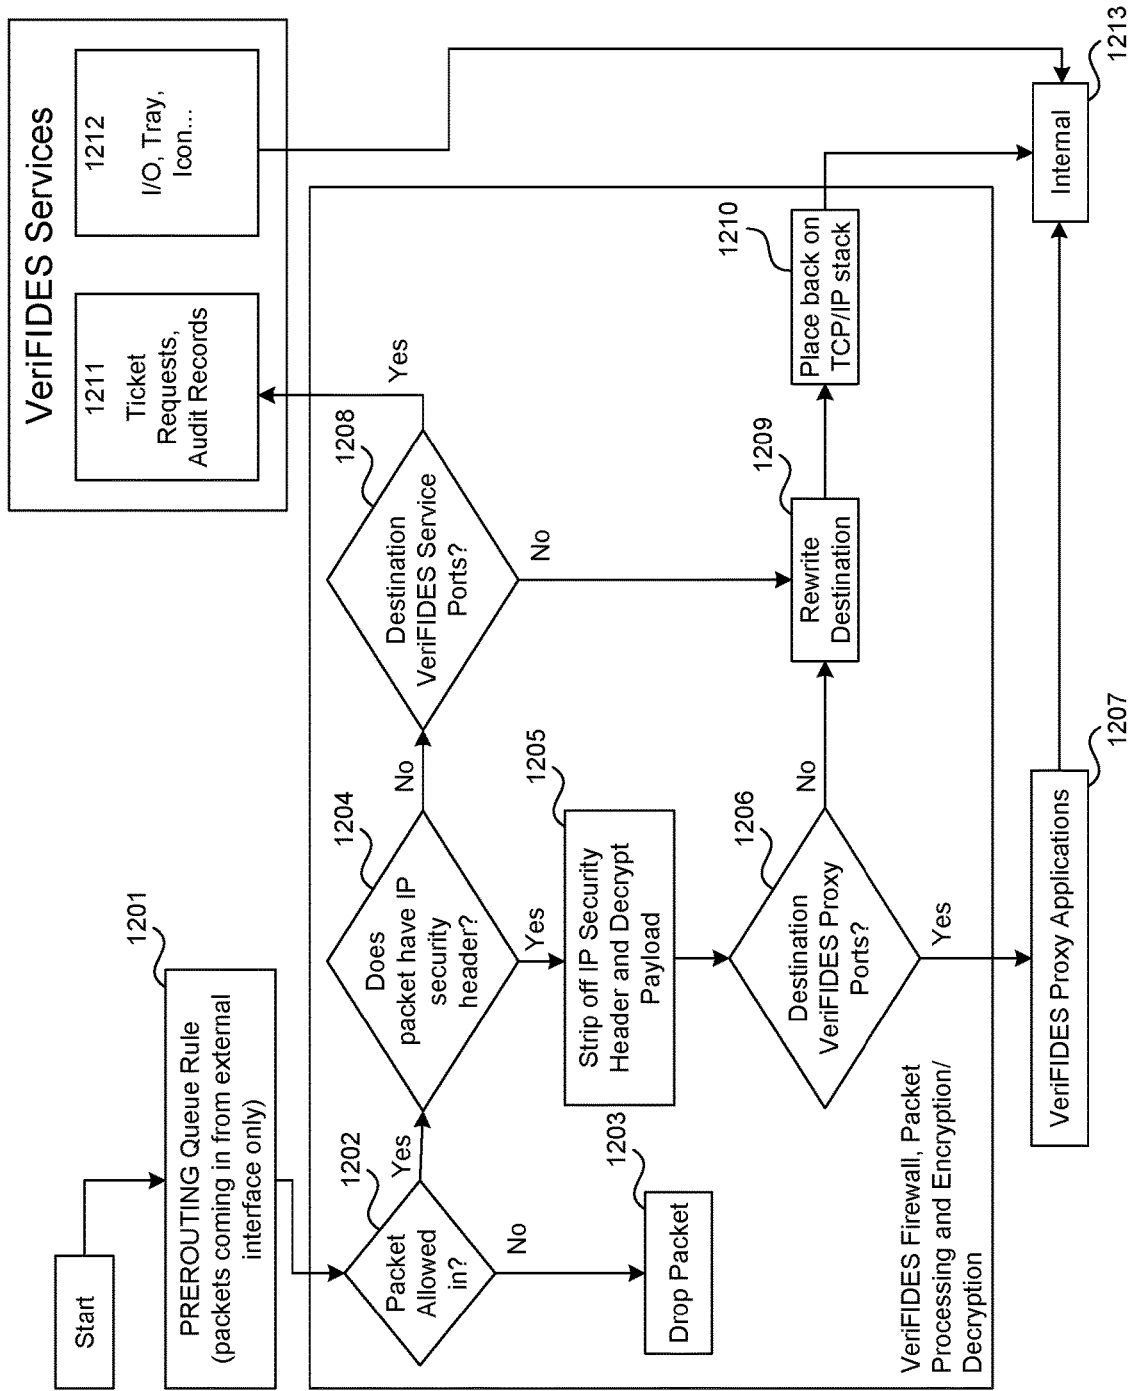 Start
1201
PREROUTING Queue Rule
(packets coming in from external
interface only)
VeriFIDES Services
1211
Ticket
Requests,
Audit Records
1212
I/O, Tray,
Icon...
1202
Packet
Allowed
in?
Yes
No
1203
Drop Packet
1204
Does
packet have IP
security
header?
No
Yes
1208
Destination
VeriFIDES Service
Ports?
Yes
No
1205
Strip off IP Security
Header and Decrypt
Payload
1206
Destination
VeriFIDES Proxy
Ports?
No
Yes
1209
Rewrite
Destination
1210
Place back on
TCP/IP stack
VeriFIDES Firewall, Packet
Processing and Encryption/
Decryption
VeriFIDES Proxy Applications
1207
Internal
1213